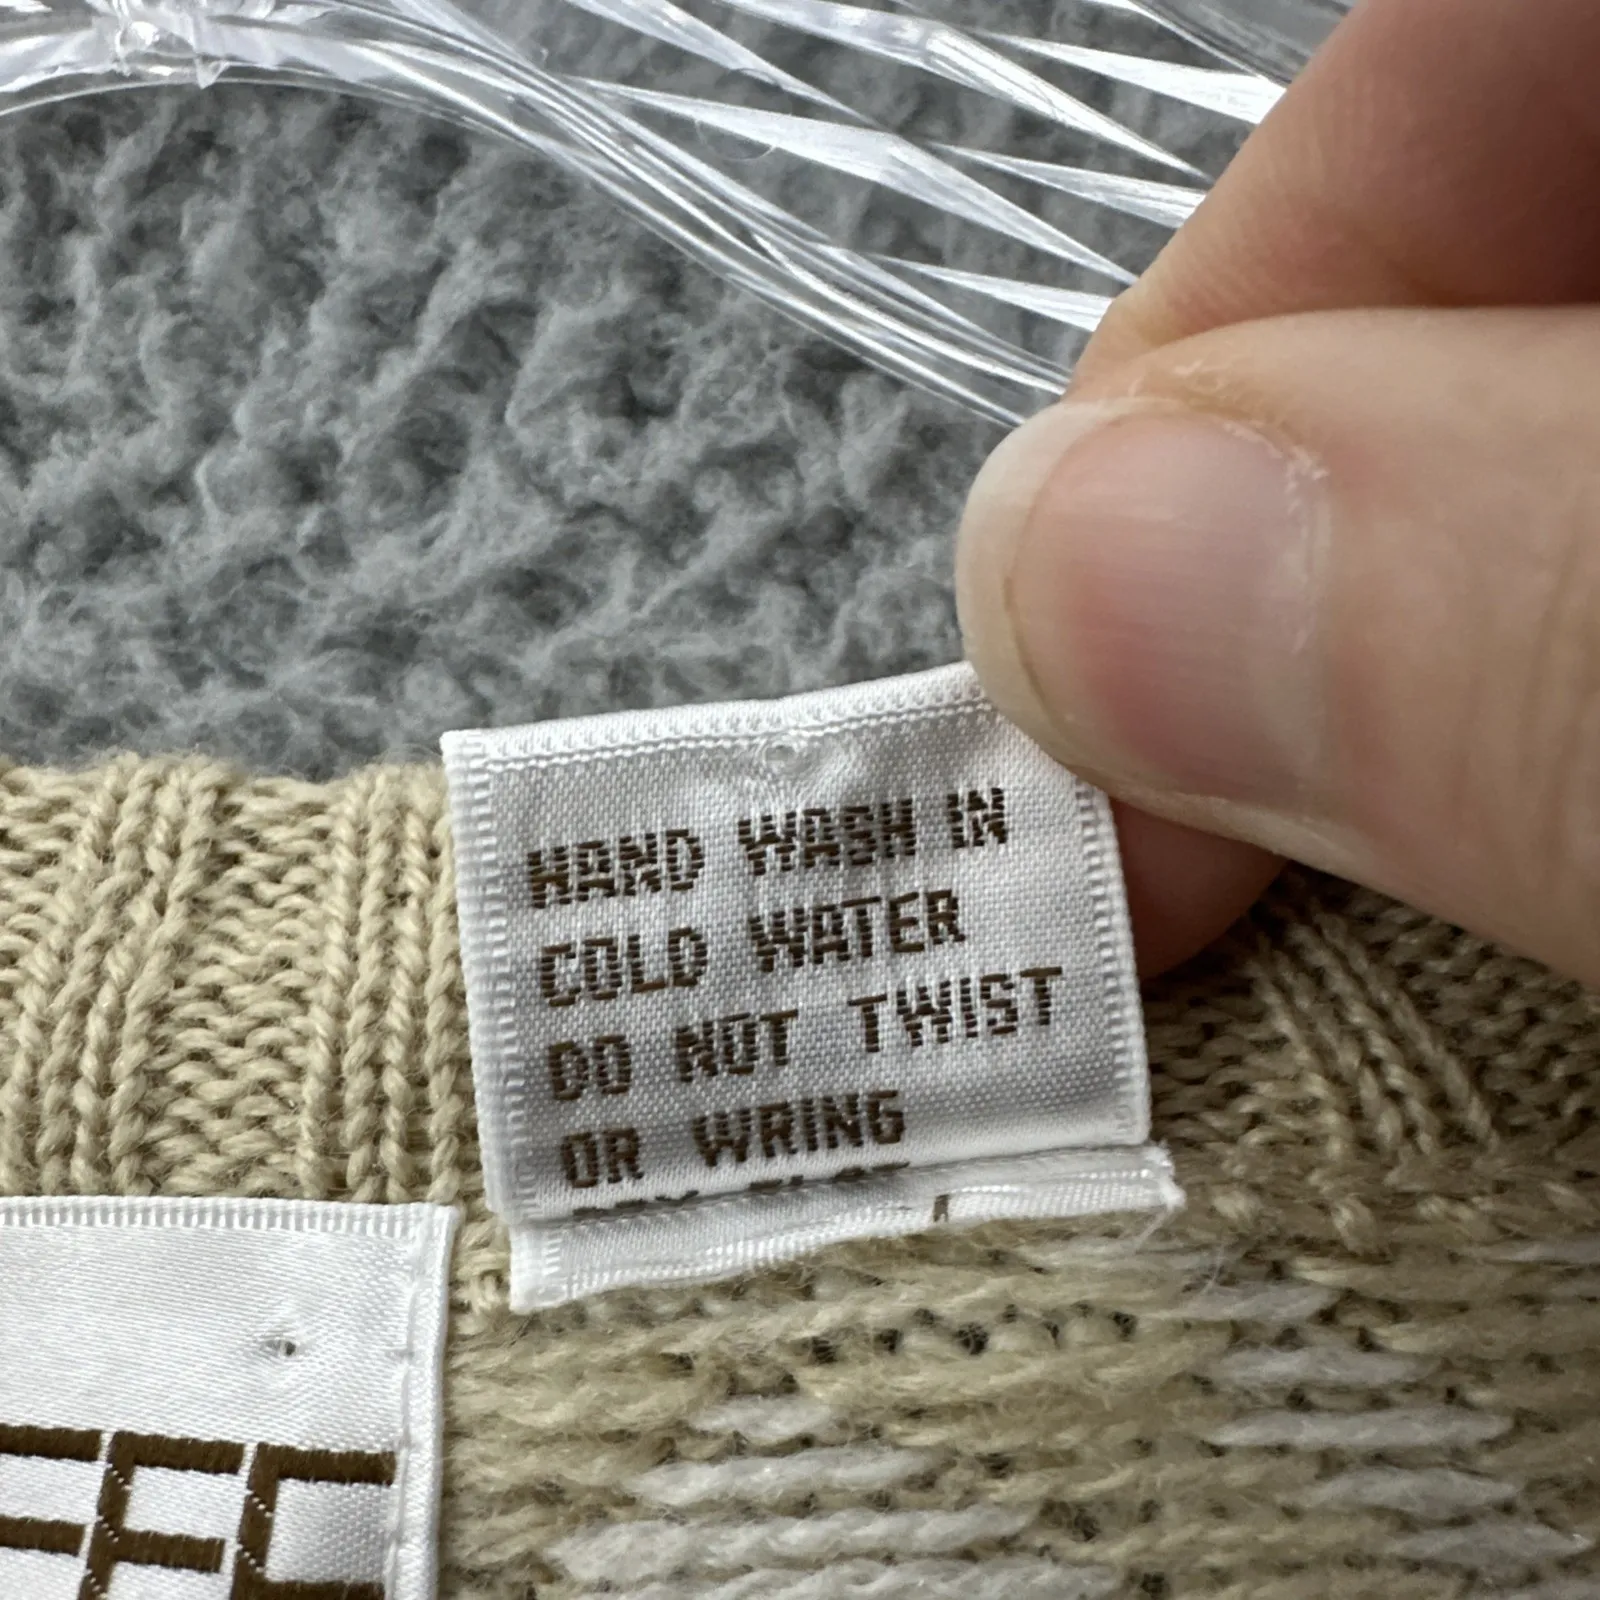 HAND WASH IN
COLD WATER
DO NOT TWIST
OR WRING